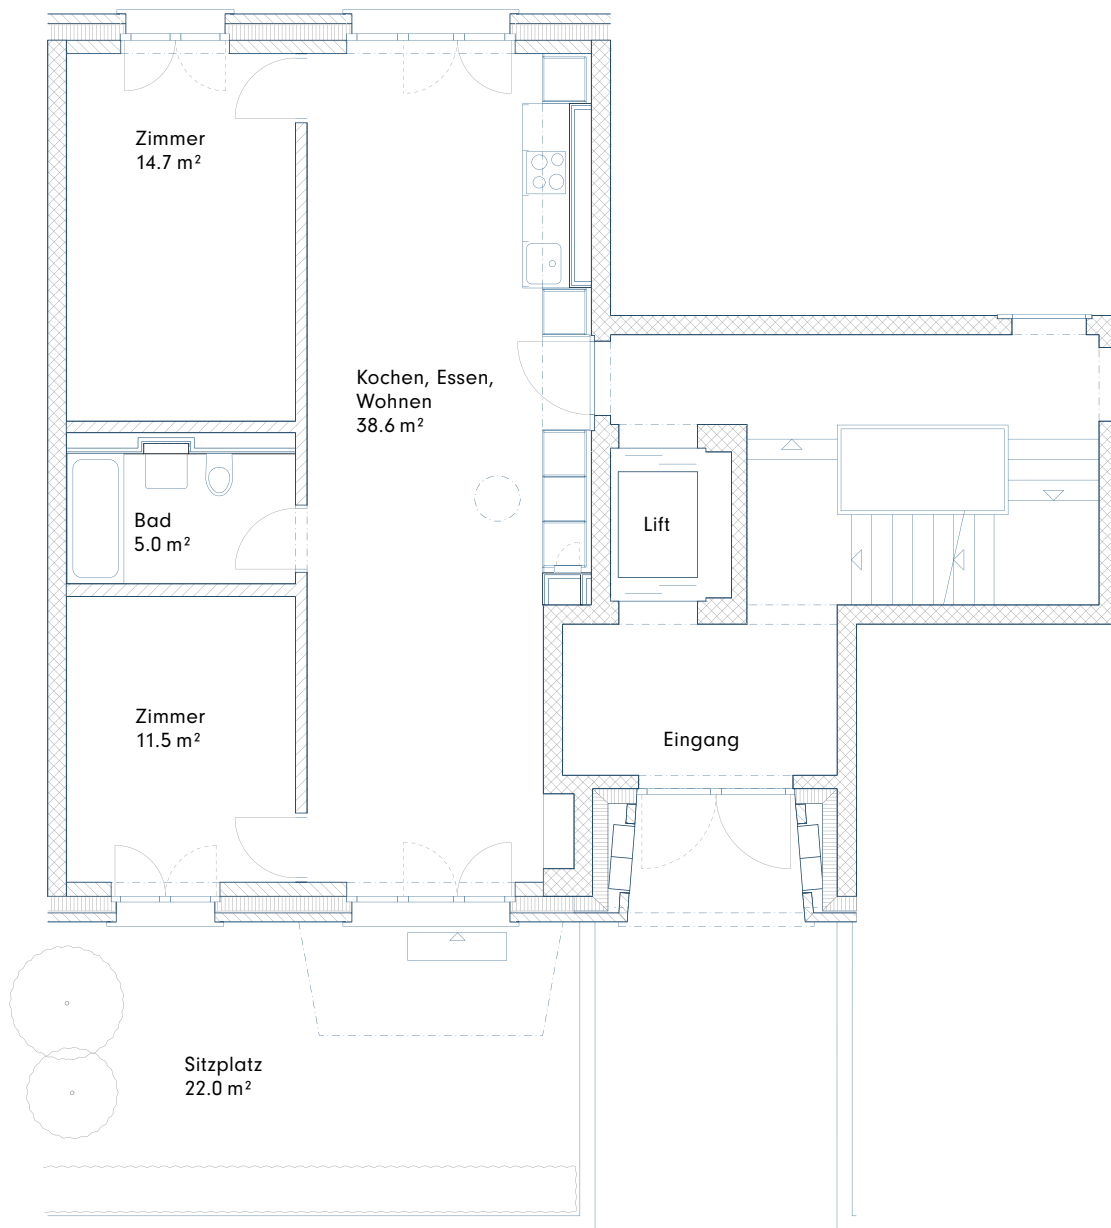 Zimmer
14.7 m²
Kochen, Essen,
Wohnen
38.6 m²
Bad
5.0 m²
Lift
Zimmer
11.5 m²
Eingang
Sitzplatz
22.0 m²